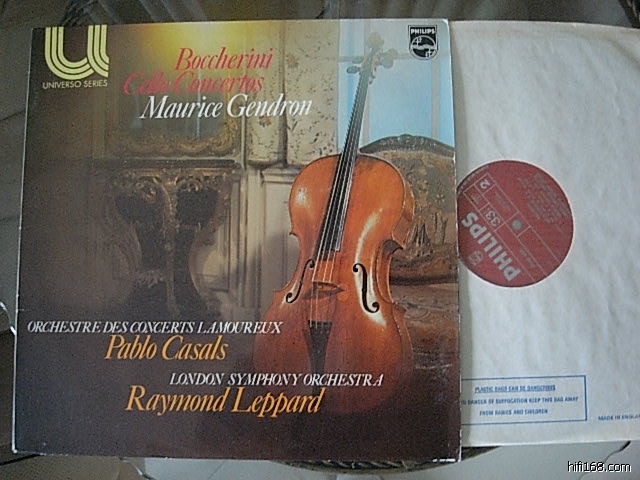 UNIVERSO SERIES
PHILIPS
Boccherini
Cello Concertos
Maurice Gendron
ORCHESTRE DES CONCERTS LAMOUREUX
Pablo Casals
LONDON SYMPHONY ORCHESTRA
Raymond Leppard
PHILIPS
33
2
PLASTIC BAGS CAN BE DANGEROUS
TO DANGER OF SUFFOCATION KEEP THIS BAG AWAY
FROM BABIES AND CHILDREN
MADE IN ENGLAND
hifi168.com